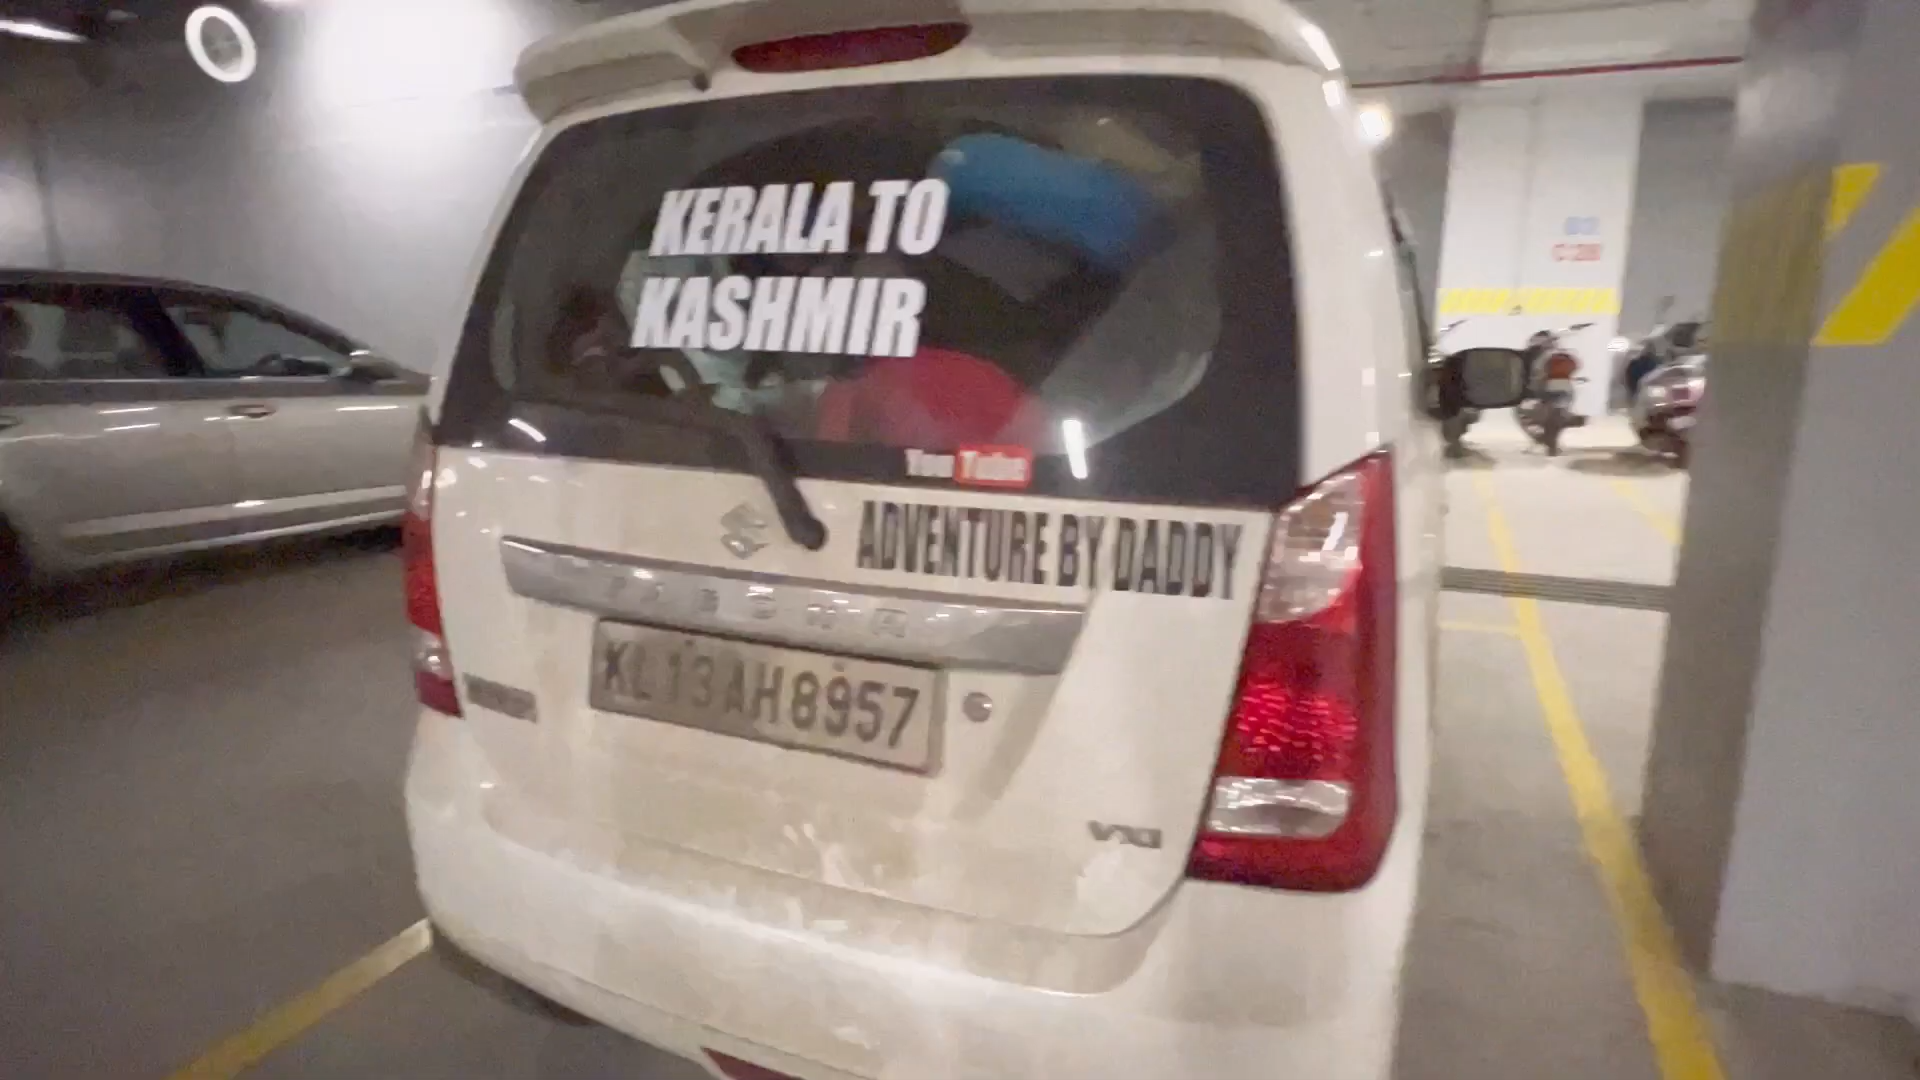 KERALA TO
KASHMIR
YouTube
ADVENTURE BY DADDY
KL 13 AH 8957
VXI